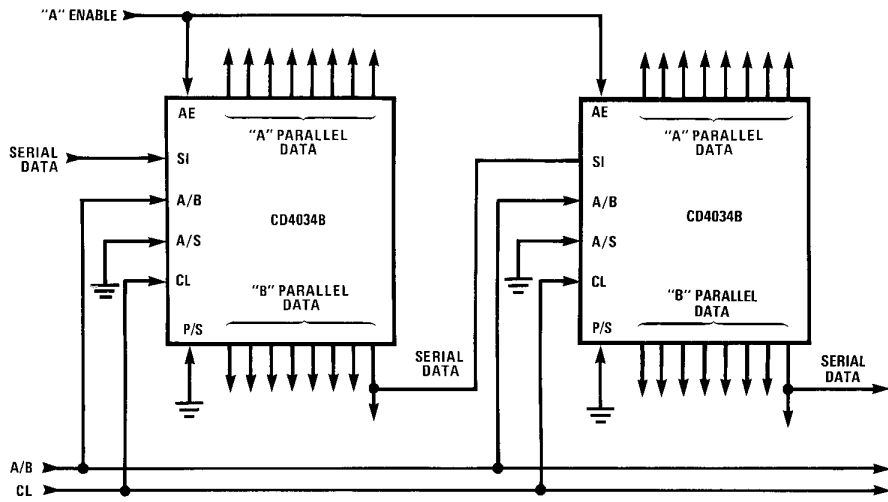 "A" ENABLE
AE
"A" PARALLEL
DATA
SERIAL
DATA
SI
A/B
CD4034B
A/S
CL
"B" PARALLEL
DATA
P/S
SERIAL
DATA
AE
"A" PARALLEL
DATA
SI
A/B
CD4034B
A/S
CL
"B" PARALLEL
DATA
P/S
SERIAL
DATA
A/B
CL